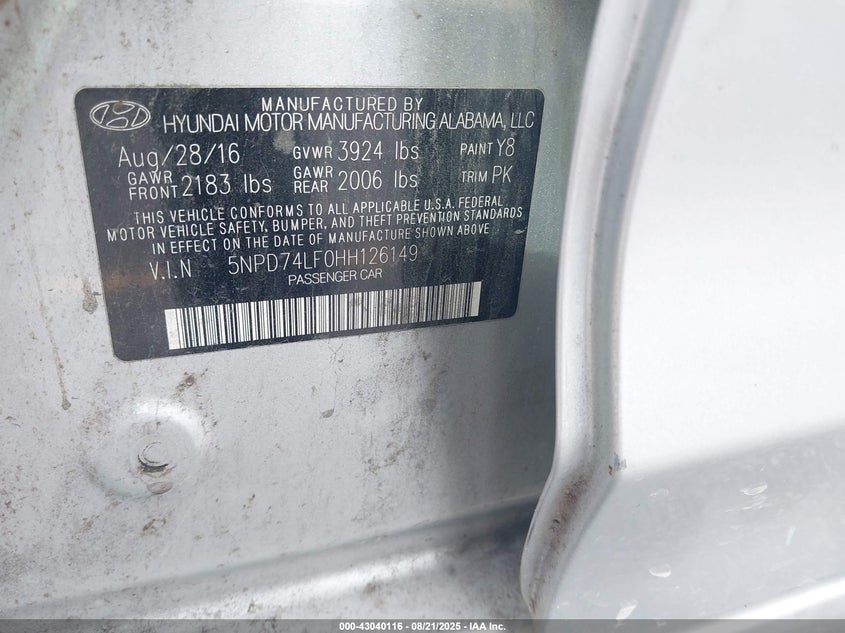 MANUFACTURED BY
HYUNDAI MOTOR MANUFACTURING ALABAMA, LLC
Aug/28/16 GVWR 3924 lbs PAINT Y8
GAWR FRONT 2183 lbs GAWR REAR 2006 lbs TRIM PK
THIS VEHICLE CONFORMS TO ALL APPLICABLE U.S.A. FEDERAL
MOTOR VEHICLE SAFETY, BUMPER, AND THEFT PREVENTION STANDARDS
IN EFFECT ON THE DATE OF MANUFACTURE SHOWN ABOVE
V.I.N 5NPD74LF0HH126149
PASSENGER CAR
000-43040116 - 08/21/2025 - IAA Inc.